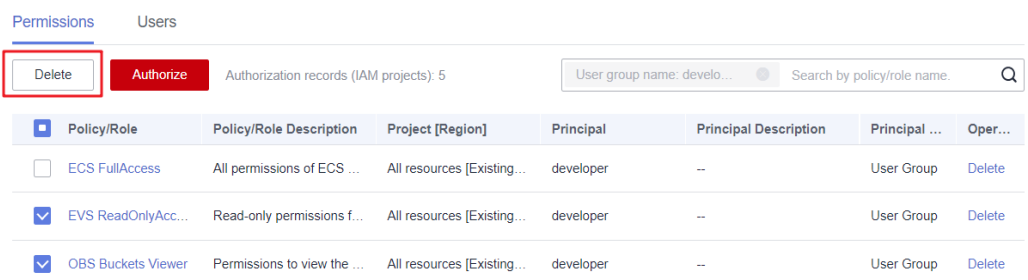 Permissions Users
Delete Authorize Authorization records (IAM projects): 5 User group name: develo... Search by policy/role name.
Policy/Role Policy/Role Description Project [Region] Principal Principal Description Principal ... Oper...
ECS FullAccess All permissions of ECS ... All resources [Existing... developer -- User Group Delete
EVS ReadOnlyAcc... Read-only permissions f... All resources [Existing... developer -- User Group Delete
OBS Buckets Viewer Permissions to view the ... All resources [Existing... developer -- User Group Delete